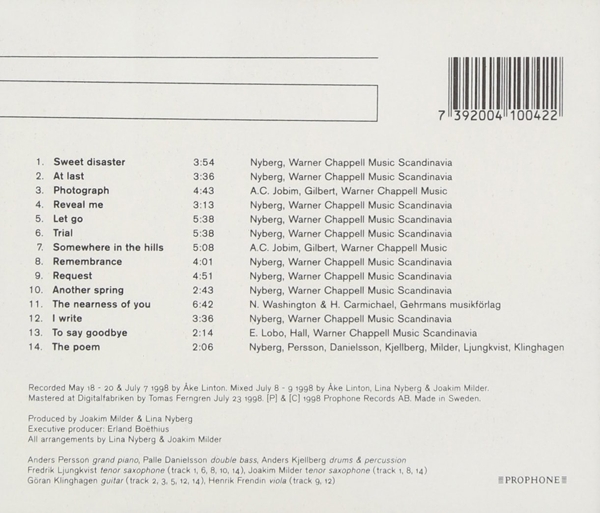 7 392004 100422
1. Sweet disaster 3:54 Nyberg, Warner Chappell Music Scandinavia
2. At last 3:36 Nyberg, Warner Chappell Music Scandinavia
3. Photograph 4:43 A.C. Jobim, Gilbert, Warner Chappell Music
4. Reveal me 3:13 Nyberg, Warner Chappell Music Scandinavia
5. Let go 5:38 Nyberg, Warner Chappell Music Scandinavia
6. Trial 5:38 Nyberg, Warner Chappell Music Scandinavia
7. Somewhere in the hills 5:08 A.C. Jobim, Gilbert, Warner Chappell Music
8. Remembrance 4:01 Nyberg, Warner Chappell Music Scandinavia
9. Request 4:51 Nyberg, Warner Chappell Music Scandinavia
10. Another spring 2:43 Nyberg, Warner Chappell Music Scandinavia
11. The nearness of you 6:42 N. Washington & H. Carmichael, Gehrmans musikförlag
12. I write 3:36 Nyberg, Warner Chappell Music Scandinavia
13. To say goodbye 2:14 E. Lobo, Hall, Warner Chappell Music Scandinavia
14. The poem 2:06 Nyberg, Persson, Danielsson, Kjellberg, Milder, Ljungkvist, Klinghagen
Recorded May 18 - 20 & July 7 1998 by Åke Linton. Mixed July 8 - 9 1998 by Åke Linton, Lina Nyberg & Joakim Milder.
Mastered at Digitalfabriken by Tomas Ferngren July 23 1998. [P] & [C] 1998 Prophone Records AB. Made in Sweden.
Produced by Joakim Milder & Lina Nyberg
Executive producer: Erland Boëthius
All arrangements by Lina Nyberg & Joakim Milder
Anders Persson grand piano, Palle Danielsson double bass, Anders Kjellberg drums & percussion
Fredrik Ljungkvist tenor saxophone (track 1, 6, 8, 10, 14), Joakim Milder tenor saxophone (track 1, 8, 14)
Göran Klinghagen guitar (track 2, 3, 5, 12, 14), Henrik Frendin viola (track 9, 12)
PROPHONE